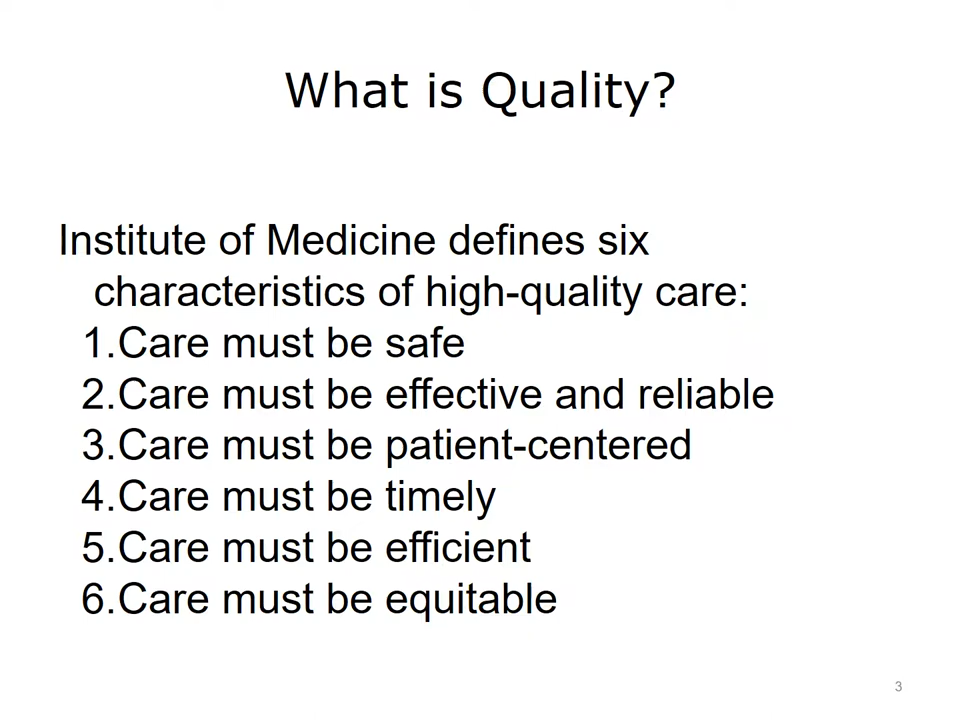 What is Quality?
Institute of Medicine defines six
characteristics of high-quality care:
1.Care must be safe
2.Care must be effective and reliable
3.Care must be patient-centered
4.Care must be timely
5.Care must be efficient
6.Care must be equitable
3